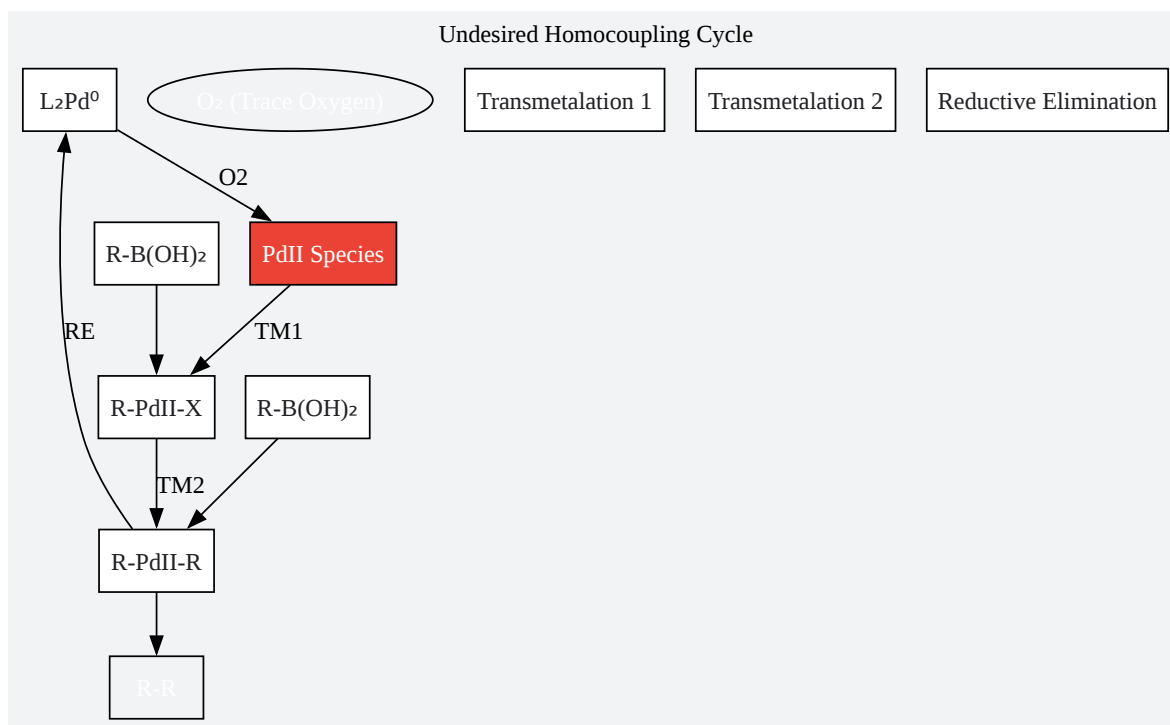 Undesired Homocoupling Cycle
L₂Pd⁰
O₂ (Trace Oxygen)
Transmetalation 1
Transmetalation 2
Reductive Elimination
O2
R-B(OH)₂
PdII Species
RE
TM1
R-PdII-X
R-B(OH)₂
TM2
R-PdII-R
R-R